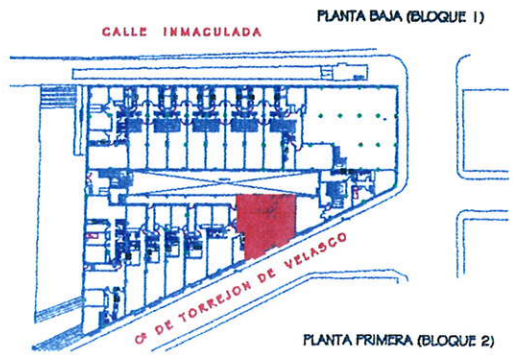 PLANTA BAJA (BLOQUE 1)
CALLE INMACULADA
Cº DE TORREJON DE VELASCO
PLANTA PRIMERA (BLOQUE 2)